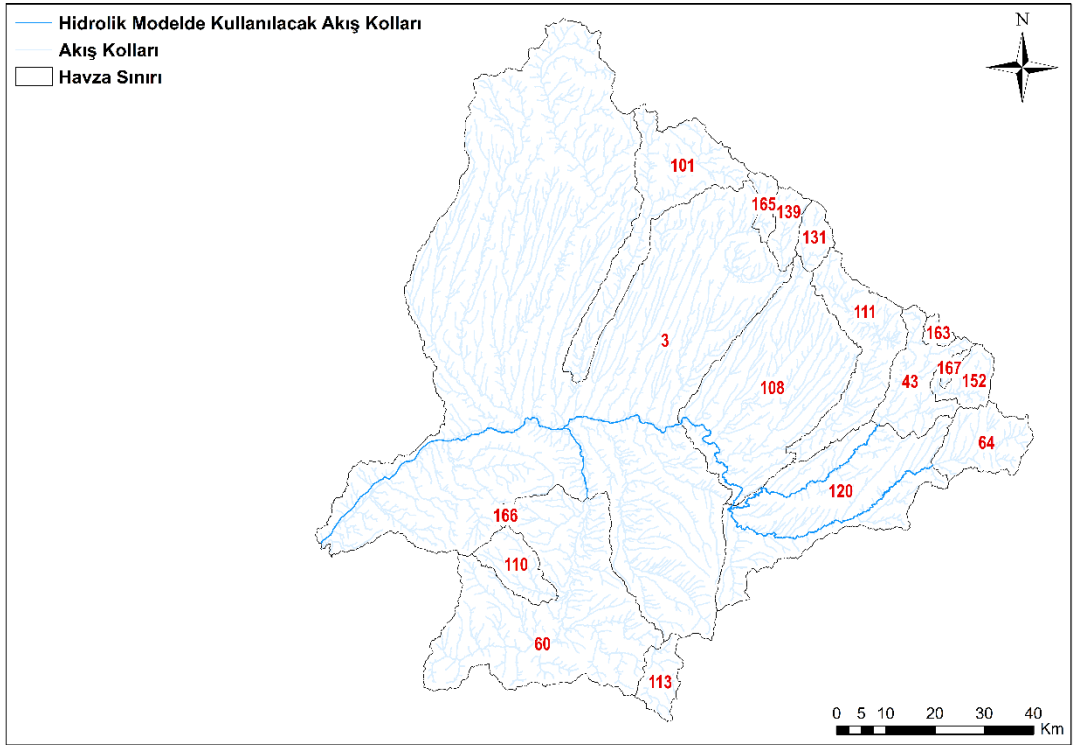 Hidrolik Modelde Kullanılacak Akış Kolları
Akış Kolları
Havza Sınırı
N
101
165
139
131
111
3
163
167
43
152
108
64
120
166
110
60
113
0 5 10 20 30 40
Km